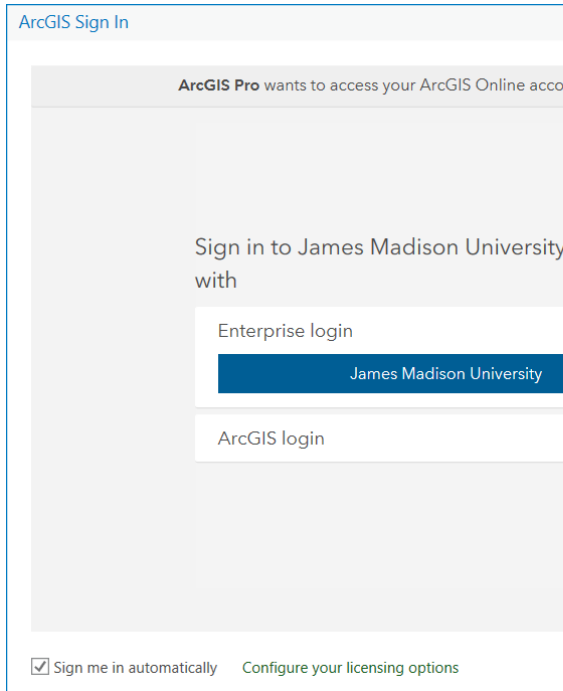 ArcGIS Sign In
ArcGIS Pro wants to access your ArcGIS Online acco
Sign in to James Madison University
with
Enterprise login
James Madison University
ArcGIS login
Sign me in automatically Configure your licensing options